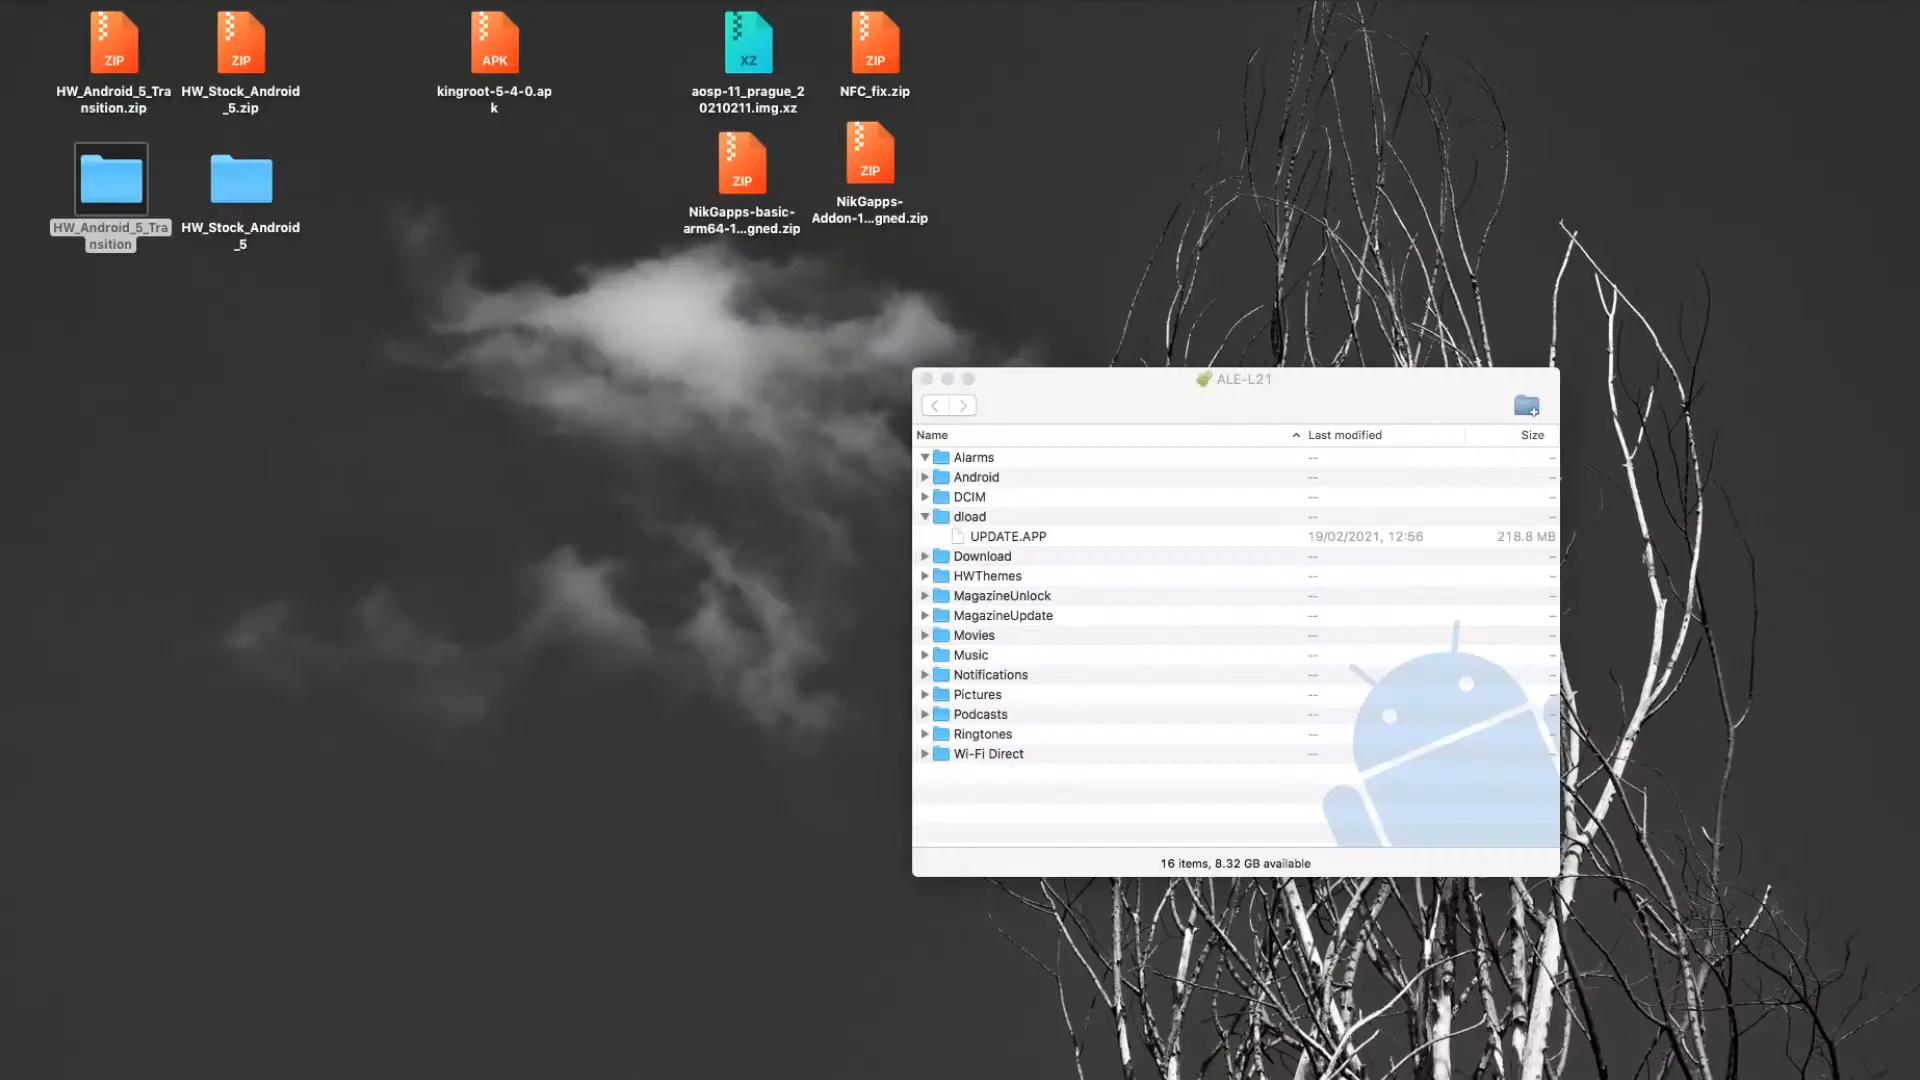 ZIP
ZIP
APK
XZ
ZIP
HW_Android_5_Tra
nsition.zip
HW_Stock_Android
_5.zip
kingroot-5-4-0.ap
k
aosp-11_prague_2
0210211.img.xz
NFC_fix.zip
ZIP
ZIP
NikGapps-basic-
arm64-1...gned.zip
NikGapps-
Addon-1...gned.zip
HW_Android_5_Tra
nsition
HW_Stock_Android
_5
ALE-L21
Name Last modified Size
Alarms -- --
Android -- --
DCIM -- --
dload -- --
UPDATE.APP 19/02/2021, 12:56 218.8 MB
Download -- --
HWThemes -- --
MagazineUnlock -- --
MagazineUpdate -- --
Movies -- --
Music -- --
Notifications -- --
Pictures -- --
Podcasts -- --
Ringtones -- --
Wi-Fi Direct -- --
16 items, 8.32 GB available